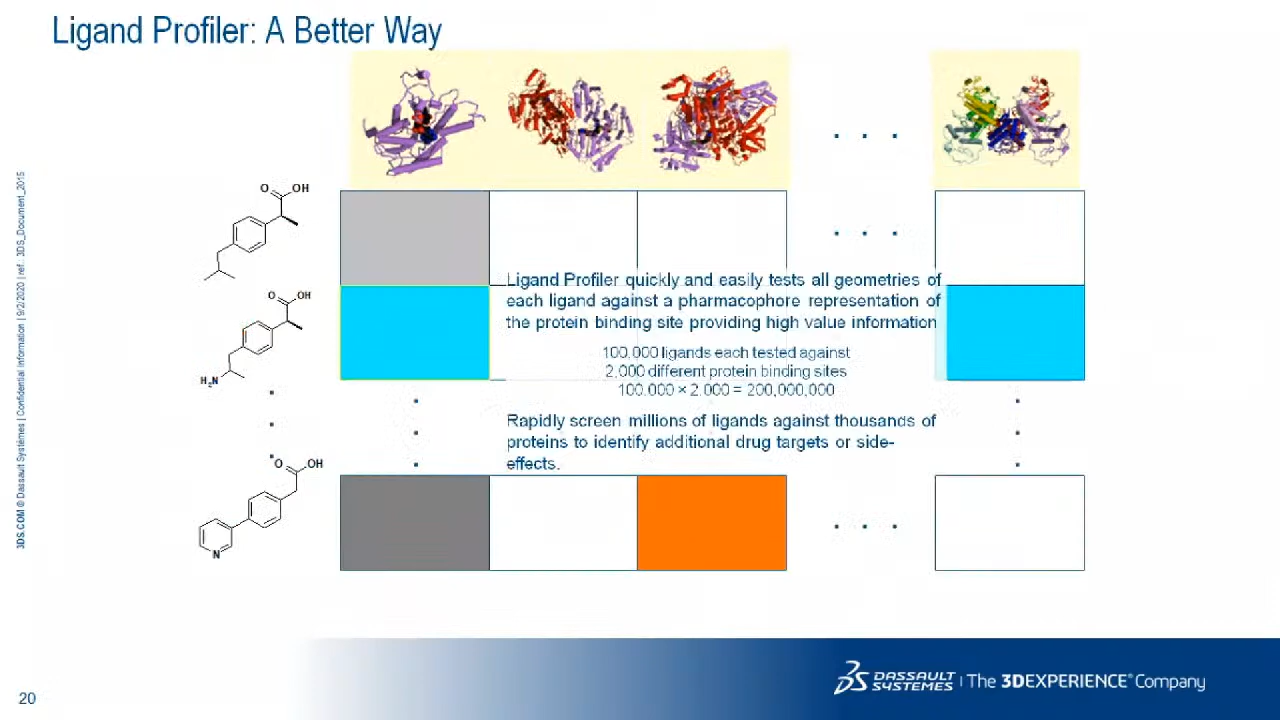 Ligand Profiler: A Better Way
O
OH
Ligand Profiler quickly and easily tests all geometries of
each ligand against a pharmacophore representation of
the protein binding site providing high value information
O
OH
H₂N
100,000 ligands each tested against
2,000 different protein binding sites
100,000 × 2,000 = 200,000,000
Rapidly screen millions of ligands against thousands of
proteins to identify additional drug targets or side-
effects.
O
OH
N
3DS.COM © Dassault Systèmes | Confidential Information | 9/2/2020 | ref.: 3DS_Document_2015
20
DASSAULT
SYSTEMES | The 3DEXPERIENCE® Company